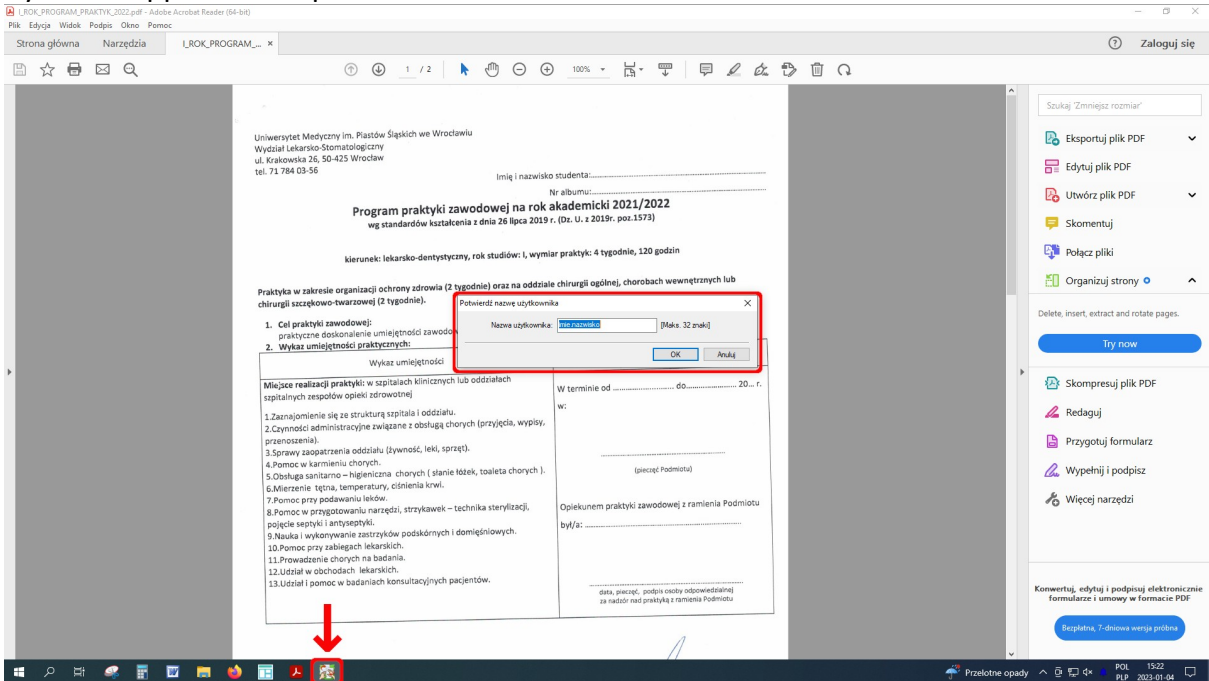 I_ROK_PROGRAM_PRAKTYK_2022.pdf - Adobe Acrobat Reader (64-bit)
Plik Edycja Widok Podpis Okno Pomoc
Strona główna Narzędzia I_ROK_PROGRAM_... ×
Zaloguj się
1 / 2 100%
Szukaj 'Zmniejsz rozmiar'
Eksportuj plik PDF
Edytuj plik PDF
Utwórz plik PDF
Skomentuj
Połącz pliki
Organizuj strony
Delete, insert, extract and rotate pages.
Try now
Skompresuj plik PDF
Redaguj
Przygotuj formularz
Wypełnij i podpisz
Więcej narzędzi
Konwertuj, edytuj i podpisuj elektronicznie
formularze i umowy w formacie PDF
Bezpłatna, 7-dniowa wersja próbna
Uniwersytet Medyczny im. Piastów Śląskich we Wrocławiu
Wydział Lekarsko-Stomatologiczny
ul. Krakowska 26, 50-425 Wrocław
tel. 71 784 03-56
Imię i nazwisko studenta:
Nr albumu:
Program praktyki zawodowej na rok akademicki 2021/2022
wg standardów kształcenia z dnia 26 lipca 2019 r. (Dz. U. z 2019r. poz.1573)
kierunek: lekarsko-dentystyczny, rok studiów: I, wymiar praktyk: 4 tygodnie, 120 godzin
Praktyka w zakresie organizacji ochrony zdrowia (2 tygodnie) oraz na oddziale chirurgii ogólnej, chorobach wewnętrznych lub
chirurgii szczękowo-twarzowej (2 tygodnie).
1. Cel praktyki zawodowej:
praktyczne doskonalenie umiejętności zawodo
2. Wykaz umiejętności praktycznych:
Potwierdź nazwę użytkownika
Nazwa użytkownika: imie.nazwisko [Maks. 32 znaki]
OK Anuluj
Wykaz umiejętności
Miejsce realizacji praktyki: w szpitalach klinicznych lub oddziałach
szpitalnych zespołów opieki zdrowotnej
1.Zaznajomienie się ze strukturą szpitala i oddziału.
2.Czynności administracyjne związane z obsługą chorych (przyjęcia, wypisy,
przenoszenia).
3.Sprawy zaopatrzenia oddziału (żywność, leki, sprzęt).
4.Pomoc w karmieniu chorych.
5.Obsługa sanitarno – higieniczna chorych ( słanie łóżek, toaleta chorych ).
6.Mierzenie tętna, temperatury, ciśnienia krwi.
7.Pomoc przy podawaniu leków.
8.Pomoc w przygotowaniu narzędzi, strzykawek – technika sterylizacji,
pojęcie septyki i antyseptyki.
9.Nauka i wykonywanie zastrzyków podskórnych i domięśniowych.
10.Pomoc przy zabiegach lekarskich.
11.Prowadzenie chorych na badania.
12.Udział w obchodach lekarskich.
13.Udział i pomoc w badaniach konsultacyjnych pacjentów.
W terminie od ............................ do....................... 20... r.
w:
(pieczęć Podmiotu)
Opiekunem praktyki zawodowej z ramienia Podmiotu
był/a:
data, pieczęć, podpis osoby odpowiedzialnej
za nadzór nad praktyką z ramienia Podmiotu
Przelotne opady
POL
PLP
15:22
2023-01-04